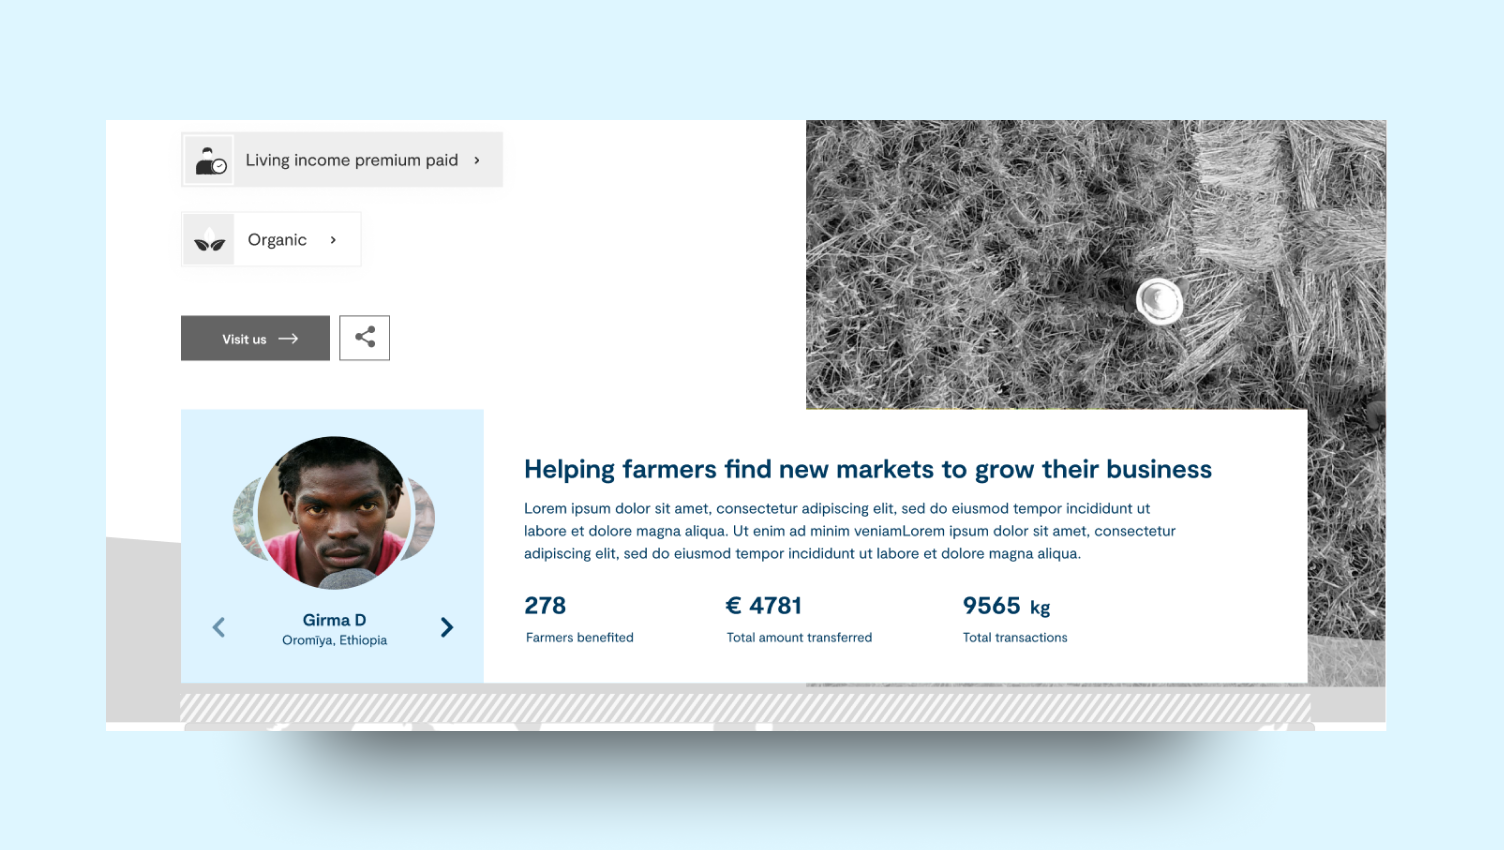 Living income premium paid
Organic
Visit us
Helping farmers find new markets to grow their business
Lorem ipsum dolor sit amet, consectetur adipiscing elit, sed do eiusmod tempor incididunt ut
labore et dolore magna aliqua. Ut enim ad minim veniamLorem ipsum dolor sit amet, consectetur
adipiscing elit, sed do eiusmod tempor incididunt ut labore et dolore magna aliqua.
Girma D
Oromīya, Ethiopia
278
Farmers benefited
€ 4781
Total amount transferred
9565 kg
Total transactions